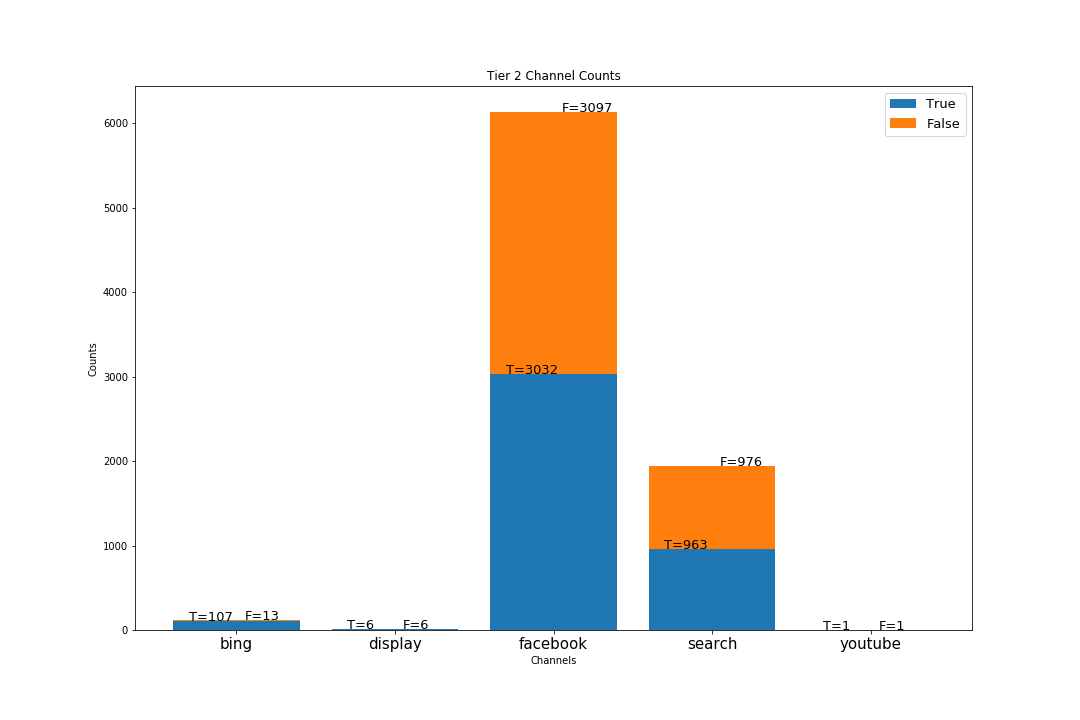 Tier 2 Channel Counts
True
False
F=3097
6000
5000
4000
3000
2000
1000
0
Counts
T=3032
F=976
T=963
T=107
F=13
T=6
F=6
T=1
F=1
bing
display
facebook
search
youtube
Channels